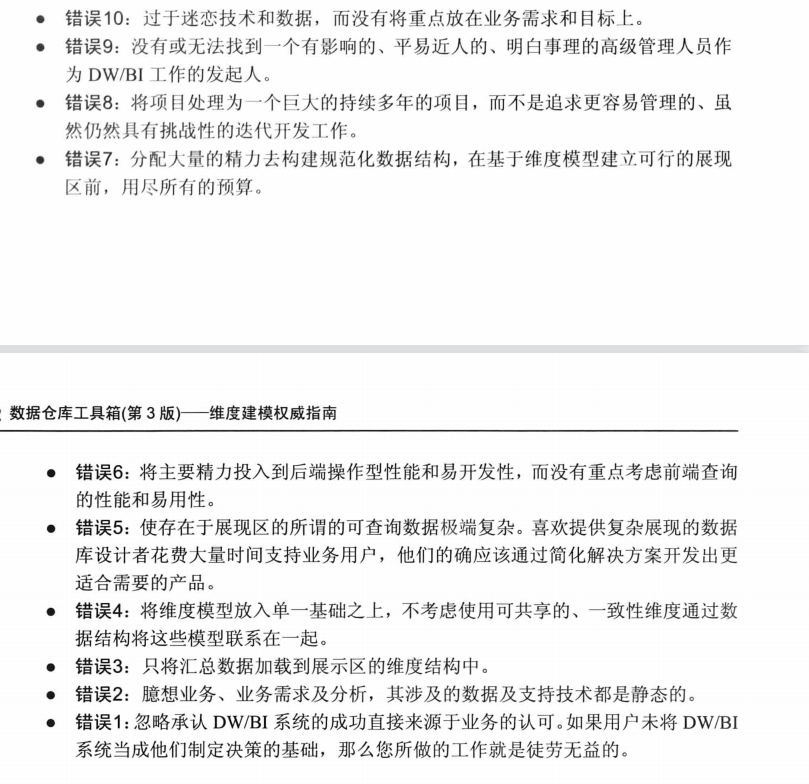 ● 错误10：过于迷恋技术和数据，而没有将重点放在业务需求和目标上。
● 错误9：没有或无法找到一个有影响的、平易近人的、明白事理的高级管理人员作
为 DW/BI 工作的发起人。
● 错误8：将项目处理为一个巨大的持续多年的项目，而不是追求更容易管理的、虽
然仍然具有挑战性的迭代开发工作。
● 错误7：分配大量的精力去构建规范化数据结构，在基于维度模型建立可行的展现
区前，用尽所有的预算。
数据仓库工具箱(第 3 版)——维度建模权威指南
● 错误6：将主要精力投入到后端操作型性能和易开发性，而没有重点考虑前端查询
的性能和易用性。
● 错误5：使存在于展现区的所谓的可查询数据极端复杂。喜欢提供复杂展现的数据
库设计者花费大量时间支持业务用户，他们的确应该通过简化解决方案开发出更
适合需要的产品。
● 错误4：将维度模型放入单一基础之上，不考虑使用可共享的、一致性维度通过数
据结构将这些模型联系在一起。
● 错误3：只将汇总数据加载到展示区的维度结构中。
● 错误2：臆想业务、业务需求及分析，其涉及的数据及支持技术都是静态的。
● 错误1：忽略承认 DW/BI 系统的成功直接来源于业务的认可。如果用户未将 DW/BI
系统当成他们制定决策的基础，那么您所做的工作就是徒劳无益的。